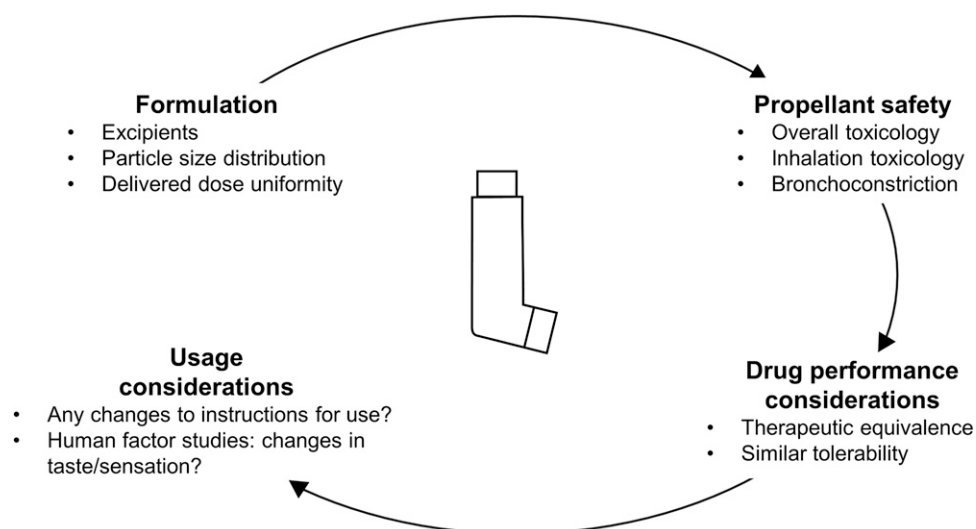 Formulation
• Excipients
• Particle size distribution
• Delivered dose uniformity
Propellant safety
• Overall toxicology
• Inhalation toxicology
• Bronchoconstriction
Drug performance
considerations
• Therapeutic equivalence
• Similar tolerability
Usage
considerations
• Any changes to instructions for use?
• Human factor studies: changes in
taste/sensation?